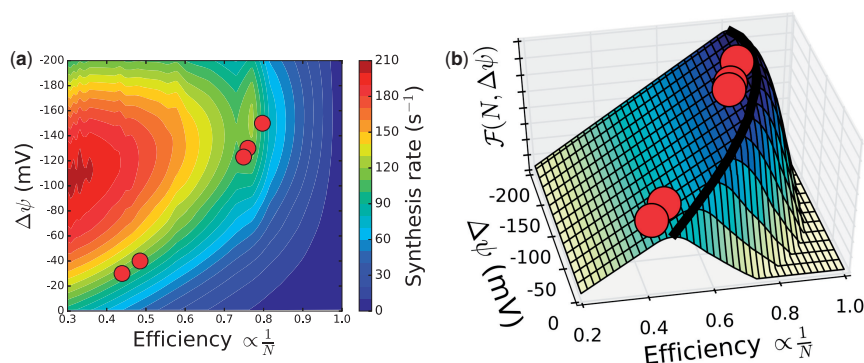 (a)
-200
-180
-160
-140
-120
-100
-80
-60
-40
-20
0
Δψ (mV)
0.3 0.4 0.5 0.6 0.7 0.8 0.9 1.0
Efficiency ∝ 1/N
210
180
150
120
90
60
30
0
Synthesis rate (s⁻¹)
(b)
ℱ(N, Δψ)
-200
-150
-100
-50
0
Δψ (mV)
0.2 0.4 0.6 0.8 1.0
Efficiency ∝ 1/N